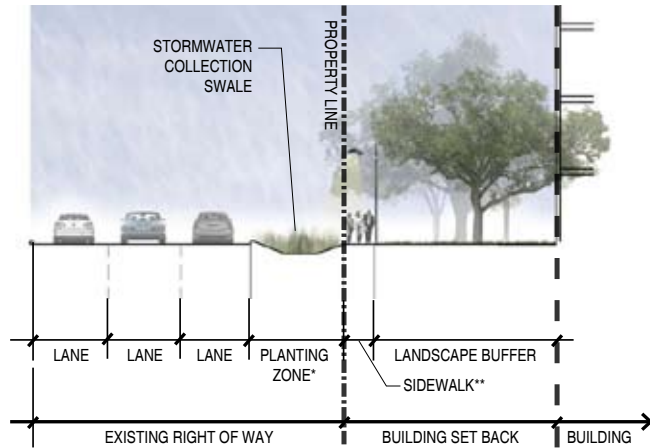 STORMWATER
COLLECTION
SWALE
PROPERTY LINE
LANE
LANE
LANE
PLANTING
ZONE*
LANDSCAPE BUFFER
SIDEWALK**
EXISTING RIGHT OF WAY
BUILDING SET BACK
BUILDING